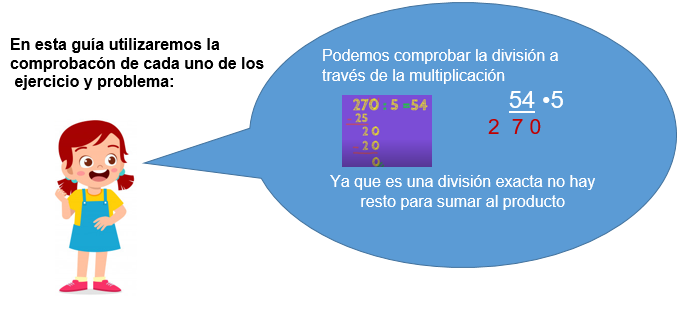 En esta guía utilizaremos la
comprobacón de cada uno de los
ejercicio y problema:
Podemos comprobar la división a
través de la multiplicación
270 : 5 =54
25
20
20
0
54 •5
2 7 0
Ya que es una división exacta no hay
resto para sumar al producto